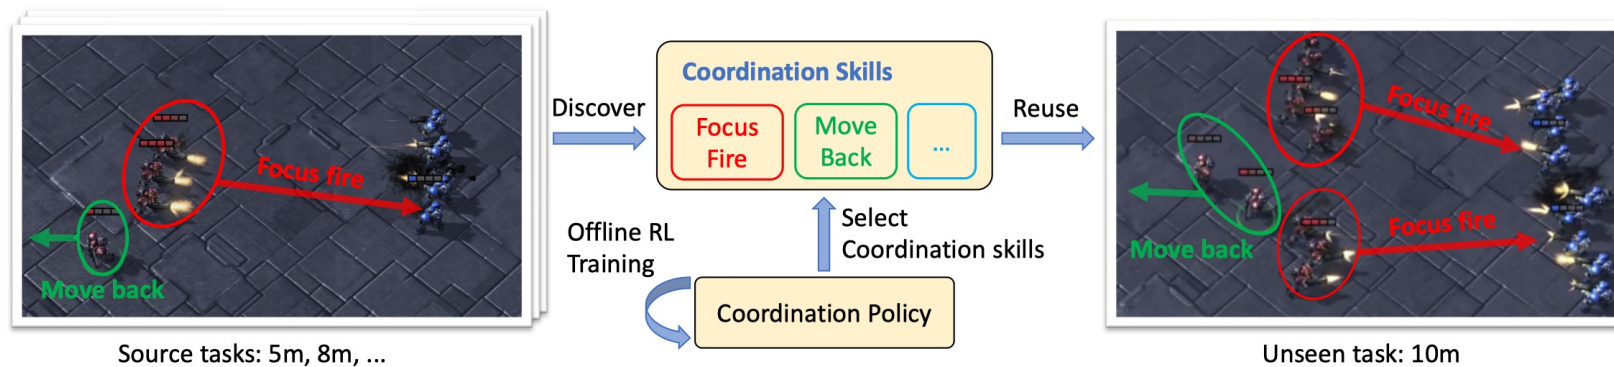 Focus fire
Move back
Source tasks: 5m, 8m, ...
Discover
Coordination Skills
Focus
Fire
Move
Back
...
Offline RL
Training
Select
Coordination skills
Coordination Policy
Reuse
Focus fire
Move back
Focus fire
Unseen task: 10m